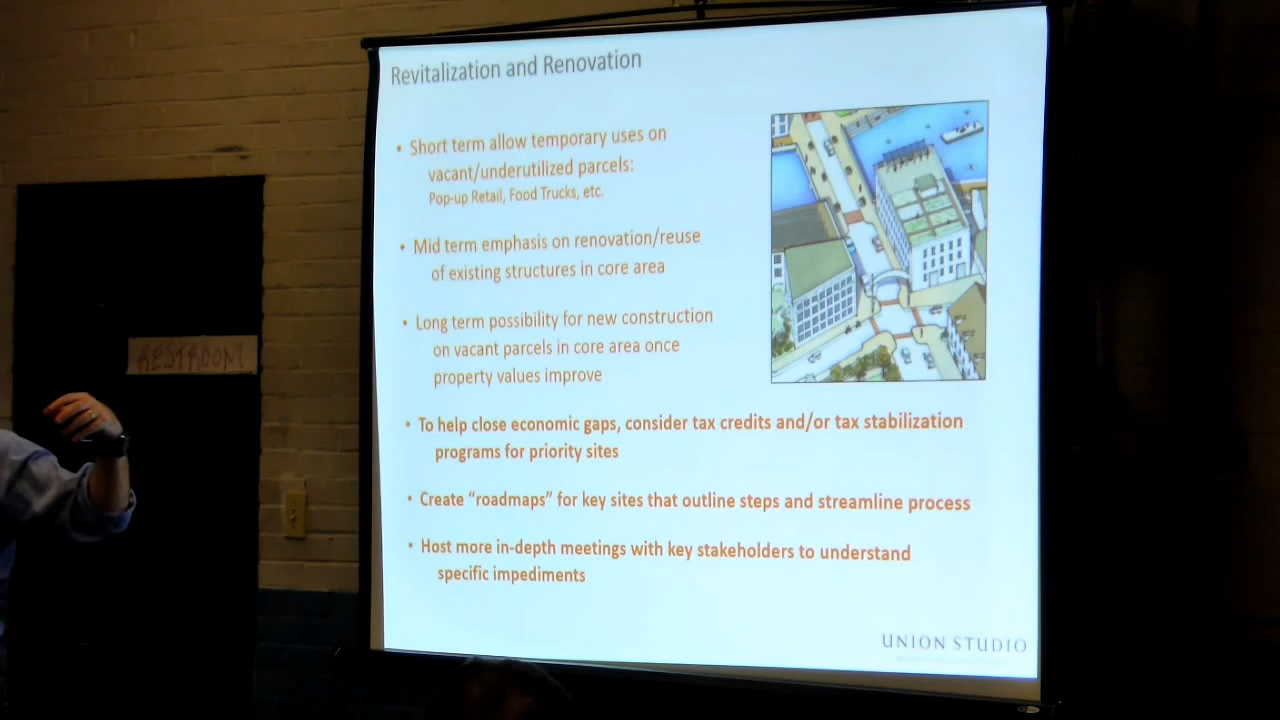 Revitalization and Renovation
• Short term allow temporary uses on
vacant/underutilized parcels:
Pop-up Retail, Food Trucks, etc.
• Mid term emphasis on renovation/reuse
of existing structures in core area
• Long term possibility for new construction
on vacant parcels in core area once
property values improve
• To help close economic gaps, consider tax credits and/or tax stabilization
programs for priority sites
• Create “roadmaps” for key sites that outline steps and streamline process
• Host more in-depth meetings with key stakeholders to understand
specific impediments
UNION STUDIO
RESTROOM